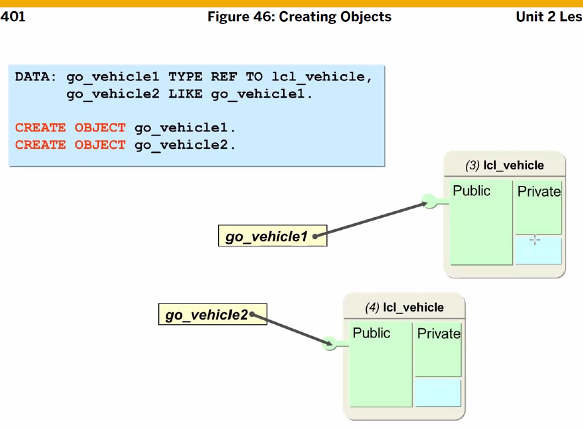 401 Figure 46: Creating Objects Unit 2 Les
DATA: go_vehicle1 TYPE REF TO lcl_vehicle,
go_vehicle2 LIKE go_vehicle1.
CREATE OBJECT go_vehicle1.
CREATE OBJECT go_vehicle2.
(3) lcl_vehicle
Public Private
go_vehicle1
(4) lcl_vehicle
go_vehicle2
Public Private